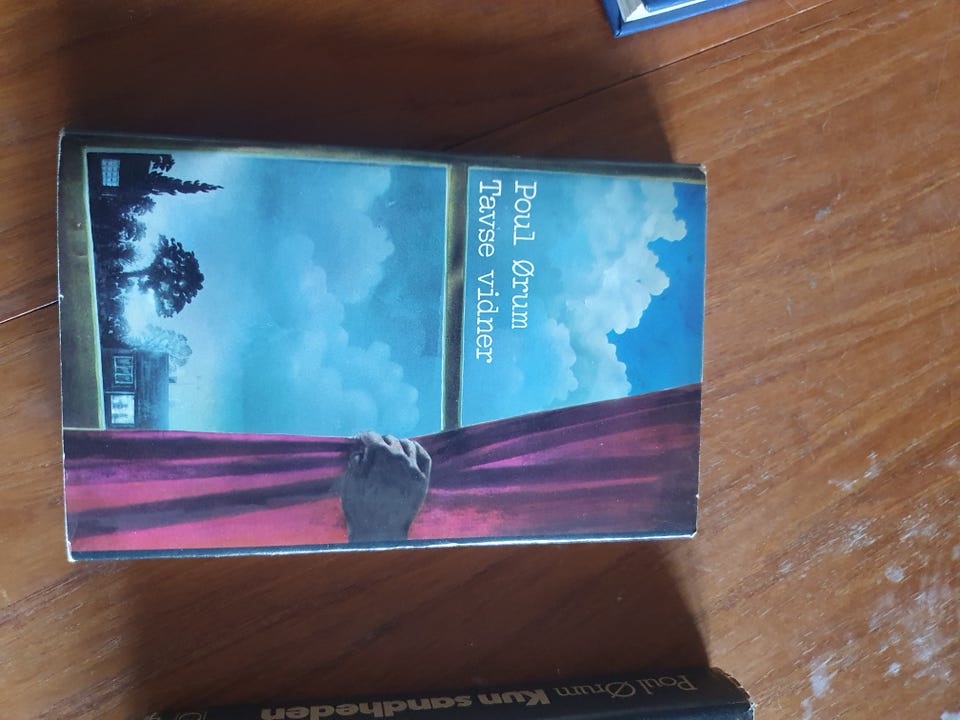 Poul Ørum
Tavse vidner
Poul Ørum Kun sandheden